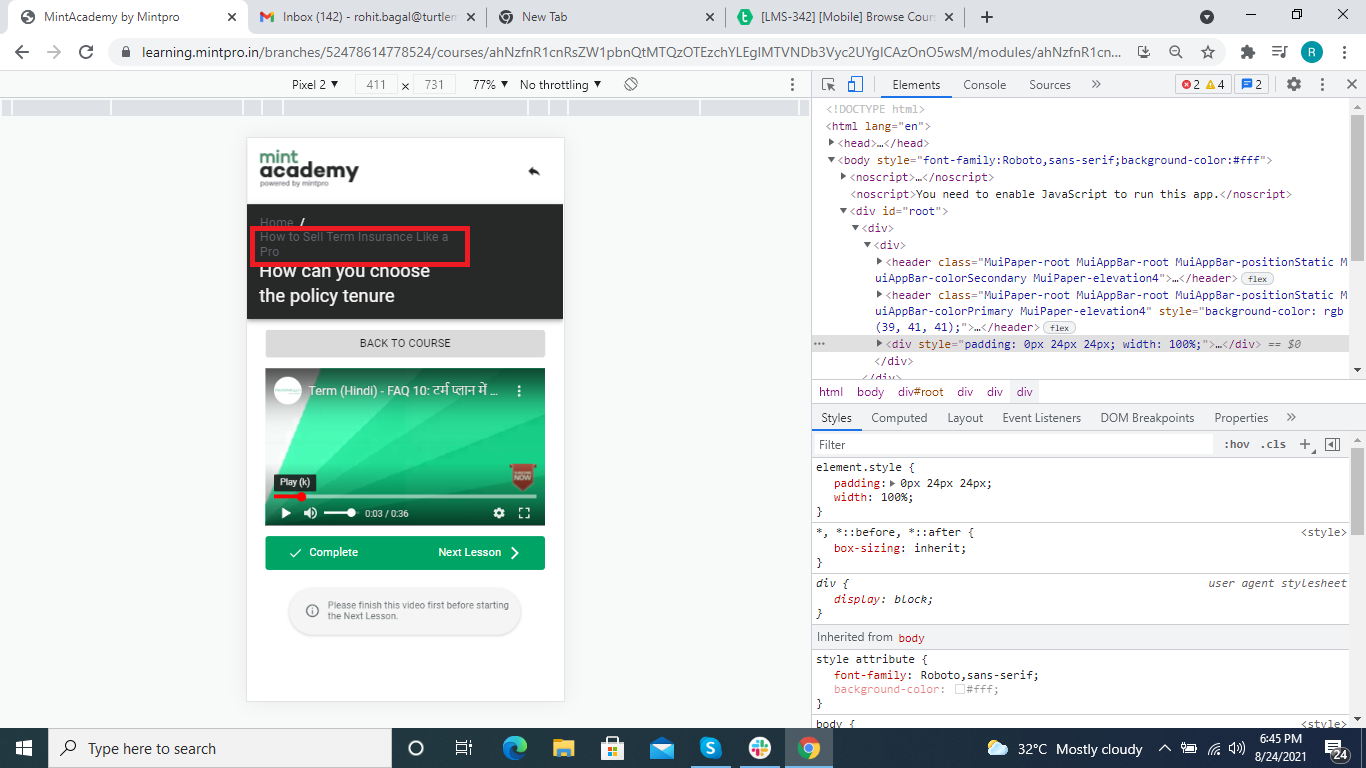 MintAcademy by Mintpro
Inbox (142) - rohit.bagal@turtlem
New Tab
[LMS-342] [Mobile] Browse Cours
learning.mintpro.in/branches/52478614778524/courses/ahNzfnR1cnRsZW1pbnQtMTQzOTEzchYLEgIMTVNDb3Vyc2UYgICAzOnO5wsM/modules/ahNzfnR1cn...
R
Pixel 2 ▼ 411 × 731 77% ▼ No throttling ▼
Elements Console Sources » 2 4 2
mint
academy
powered by mintpro
Home /
How to Sell Term Insurance Like a
Pro
How can you choose
the policy tenure
BACK TO COURSE
Term (Hindi) - FAQ 10: टर्म प्लान में ...
NOW
Play (k)
0:03 / 0:36
Complete Next Lesson
Please finish this video first before starting
the Next Lesson.
<!DOCTYPE html>
<html lang="en">
<head>…</head>
<body style="font-family:Roboto,sans-serif;background-color:#fff">
<noscript>…</noscript>
<noscript>You need to enable JavaScript to run this app.</noscript>
<div id="root">
<div>
<div>
<header class="MuiPaper-root MuiAppBar-root MuiAppBar-positionStatic M
uiAppBar-colorSecondary MuiPaper-elevation4">…</header> flex
<header class="MuiPaper-root MuiAppBar-root MuiAppBar-positionStatic M
uiAppBar-colorPrimary MuiPaper-elevation4" style="background-color: rgb
(39, 41, 41);">…</header> flex
<div style="padding: 0px 24px 24px; width: 100%;">…</div> == $0
</div>
</div>
html body div#root div div div
Styles Computed Layout Event Listeners DOM Breakpoints Properties »
Filter :hov .cls +
element.style {
padding: 0px 24px 24px;
width: 100%;
}
*, *::before, *::after { <style>
box-sizing: inherit;
}
div { user agent stylesheet
display: block;
}
Inherited from body
style attribute {
font-family: Roboto,sans-serif;
background-color: #fff;
}
body { <style>
Type here to search
32°C Mostly cloudy
6:45 PM
8/24/2021
24